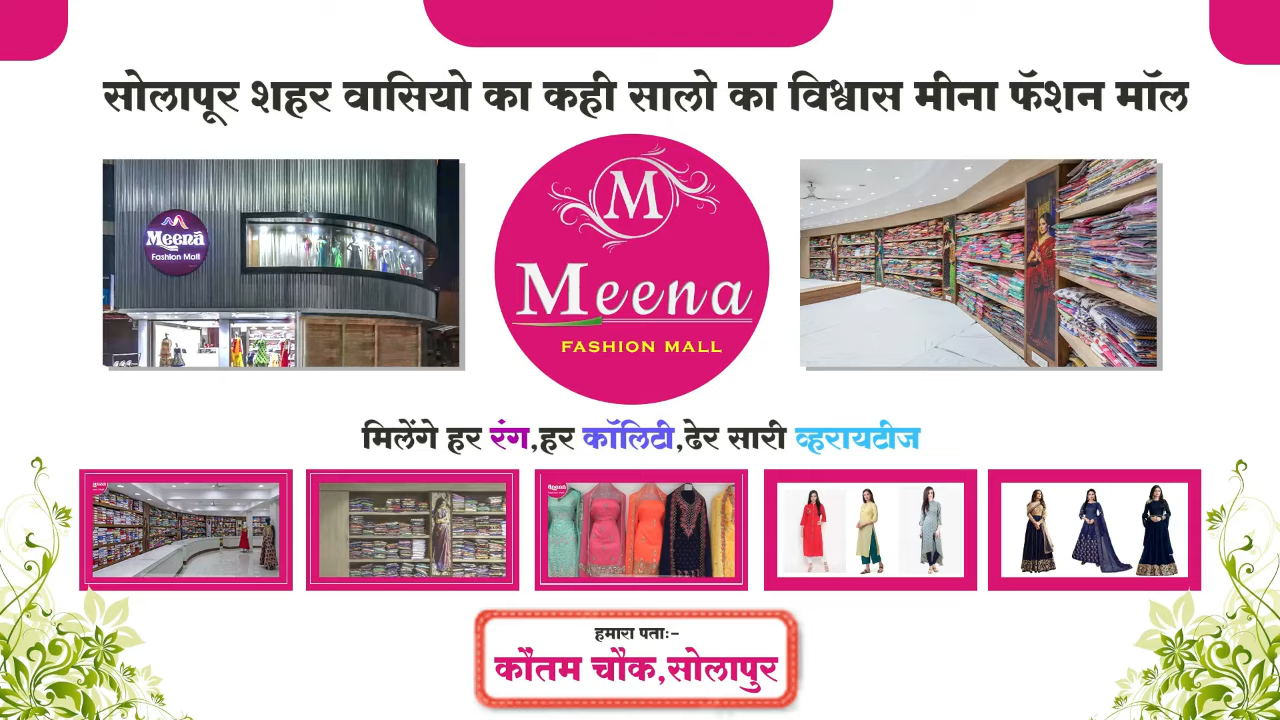 सोलापूर शहर वासियो का कही सालो का विश्वास मीना फॅशन मॉल
Meena
Fashion Mall
M
Meena
FASHION MALL
मिलेंगे हर रंग,हर कॉलिटी,ढेर सारी व्हरायटीज
हमारा पताः-
कौतम चौक,सोलापुर